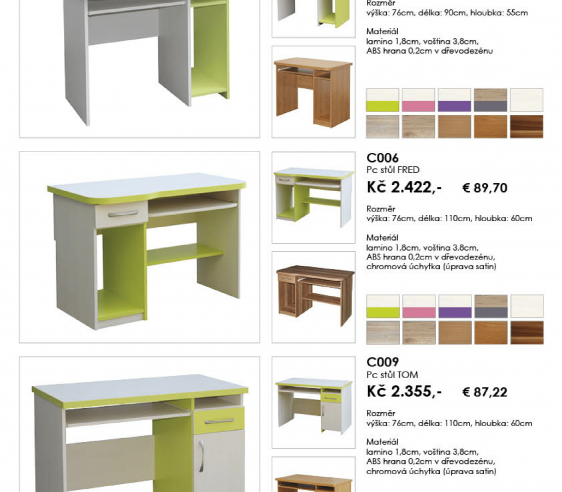 Rozměr
výška: 76cm, délka: 90cm, hloubka: 55cm
Materiál
lamino 1,8cm, voština 3,8cm,
ABS hrana 0,2cm v dřevodezénu
C006
Pc stůl FRED
Kč 2.422,- € 89,70
Rozměr
výška: 76cm, délka: 110cm, hloubka: 60cm
Materiál
lamino 1,8cm, voština 3,8cm,
ABS hrana 0,2cm v dřevodezénu,
chromová úchytka (úprava satin)
C009
Pc stůl TOM
Kč 2.355,- € 87,22
Rozměr
výška: 76cm, délka: 110cm, hloubka: 60cm
Materiál
lamino 1,8cm, voština 3,8cm,
ABS hrana 0,2cm v dřevodezénu,
chromová úchytka (úprava satin)